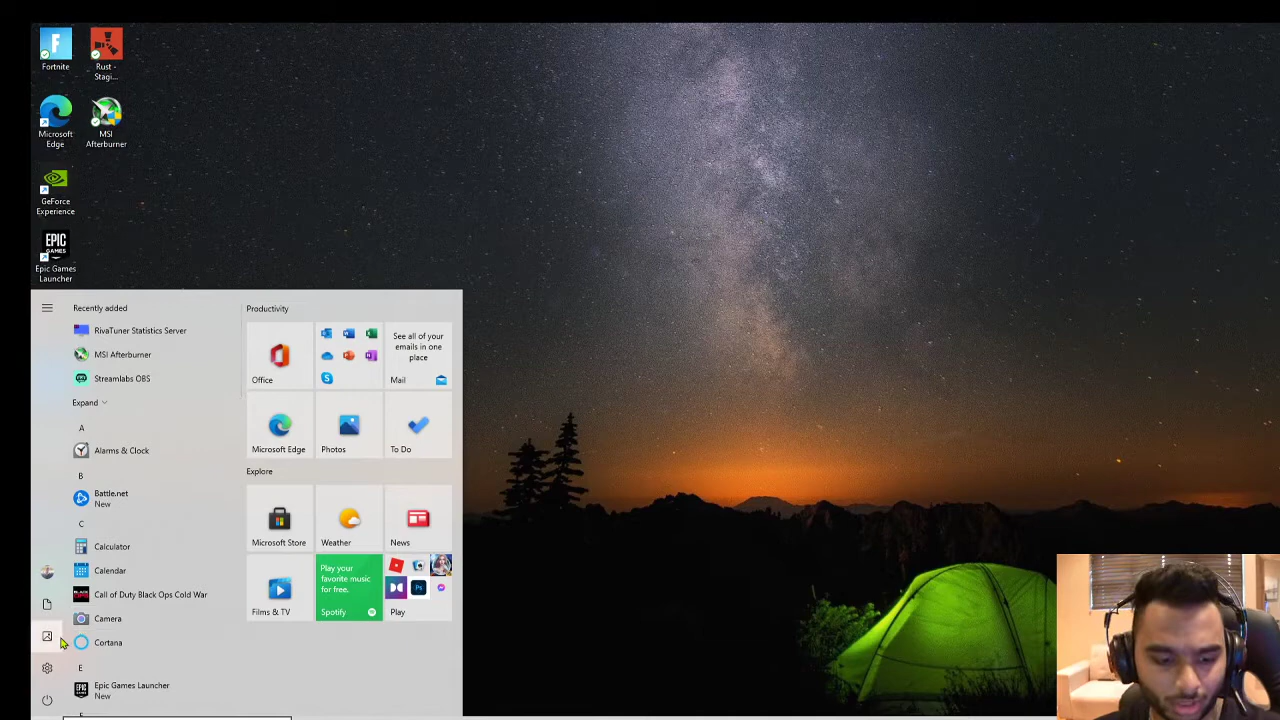 Fortnite
Rust -
Stagi...
Microsoft
Edge
MSI
Afterburner
GeForce
Experience
EPIC
GAMES
Epic Games
Launcher
Recently added
RivaTuner Statistics Server
MSI Afterburner
Streamlabs OBS
Expand
A
Alarms & Clock
B
Battle.net
New
C
Calculator
Calendar
Call of Duty Black Ops Cold War
Camera
Cortana
E
Epic Games Launcher
New
Productivity
Office
See all of your
emails in one
place
Mail
Microsoft Edge
Photos
To Do
Explore
Microsoft Store
Weather
News
Films & TV
Play your
favorite music
for free.
Spotify
Ps
Play